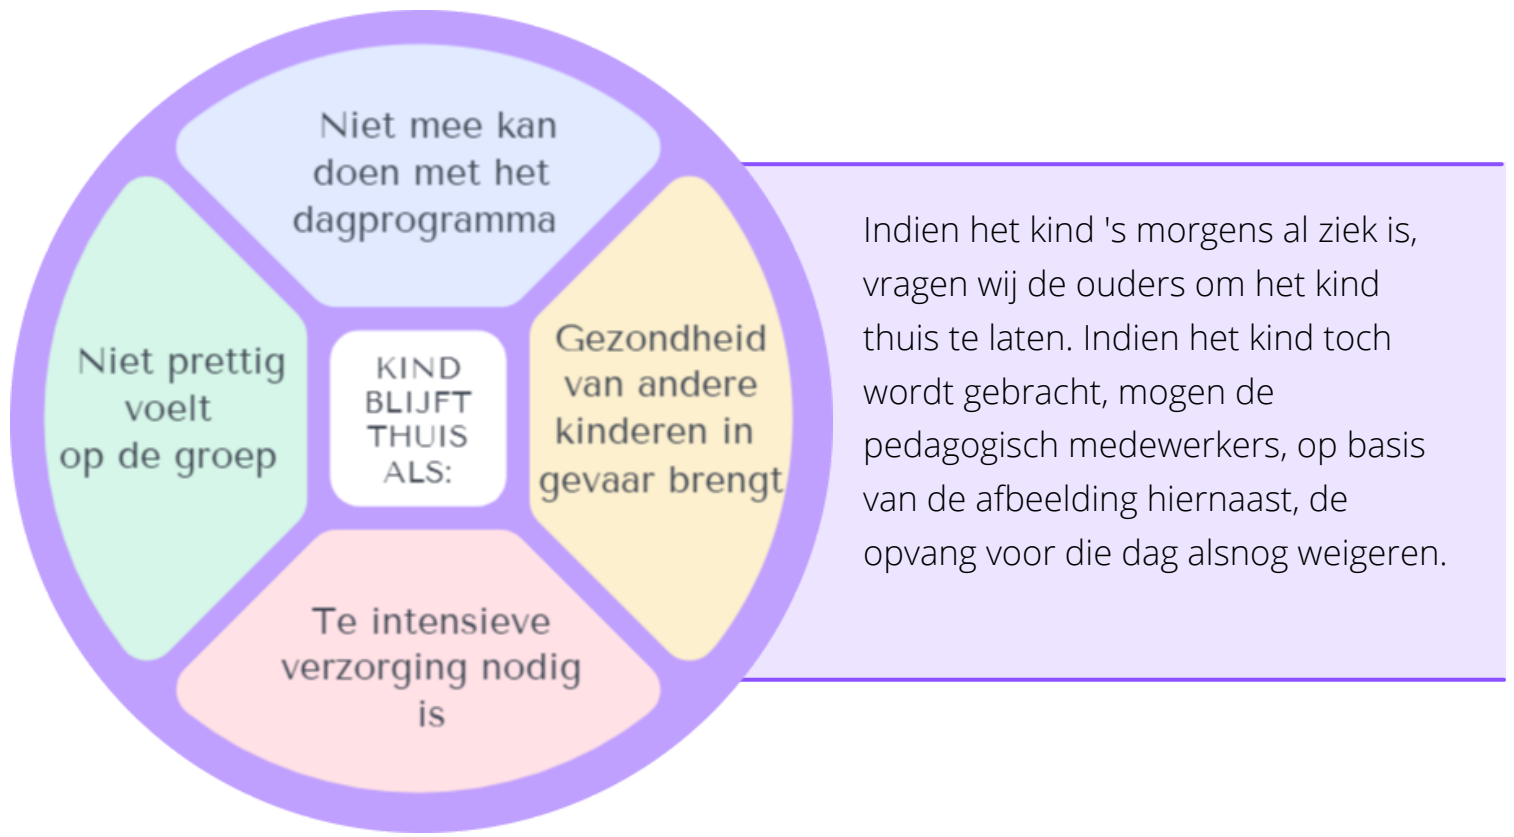 Niet mee kan
doen met het
dagprogramma
Niet prettig
voelt
op de groep
KIND
BLIJFT
THUIS
ALS:
Gezondheid
van andere
kinderen in
gevaar brengt
Te intensieve
verzorging nodig
is
Indien het kind 's morgens al ziek is,
vragen wij de ouders om het kind
thuis te laten. Indien het kind toch
wordt gebracht, mogen de
pedagogisch medewerkers, op basis
van de afbeelding hiernaast, de
opvang voor die dag alsnog weigeren.